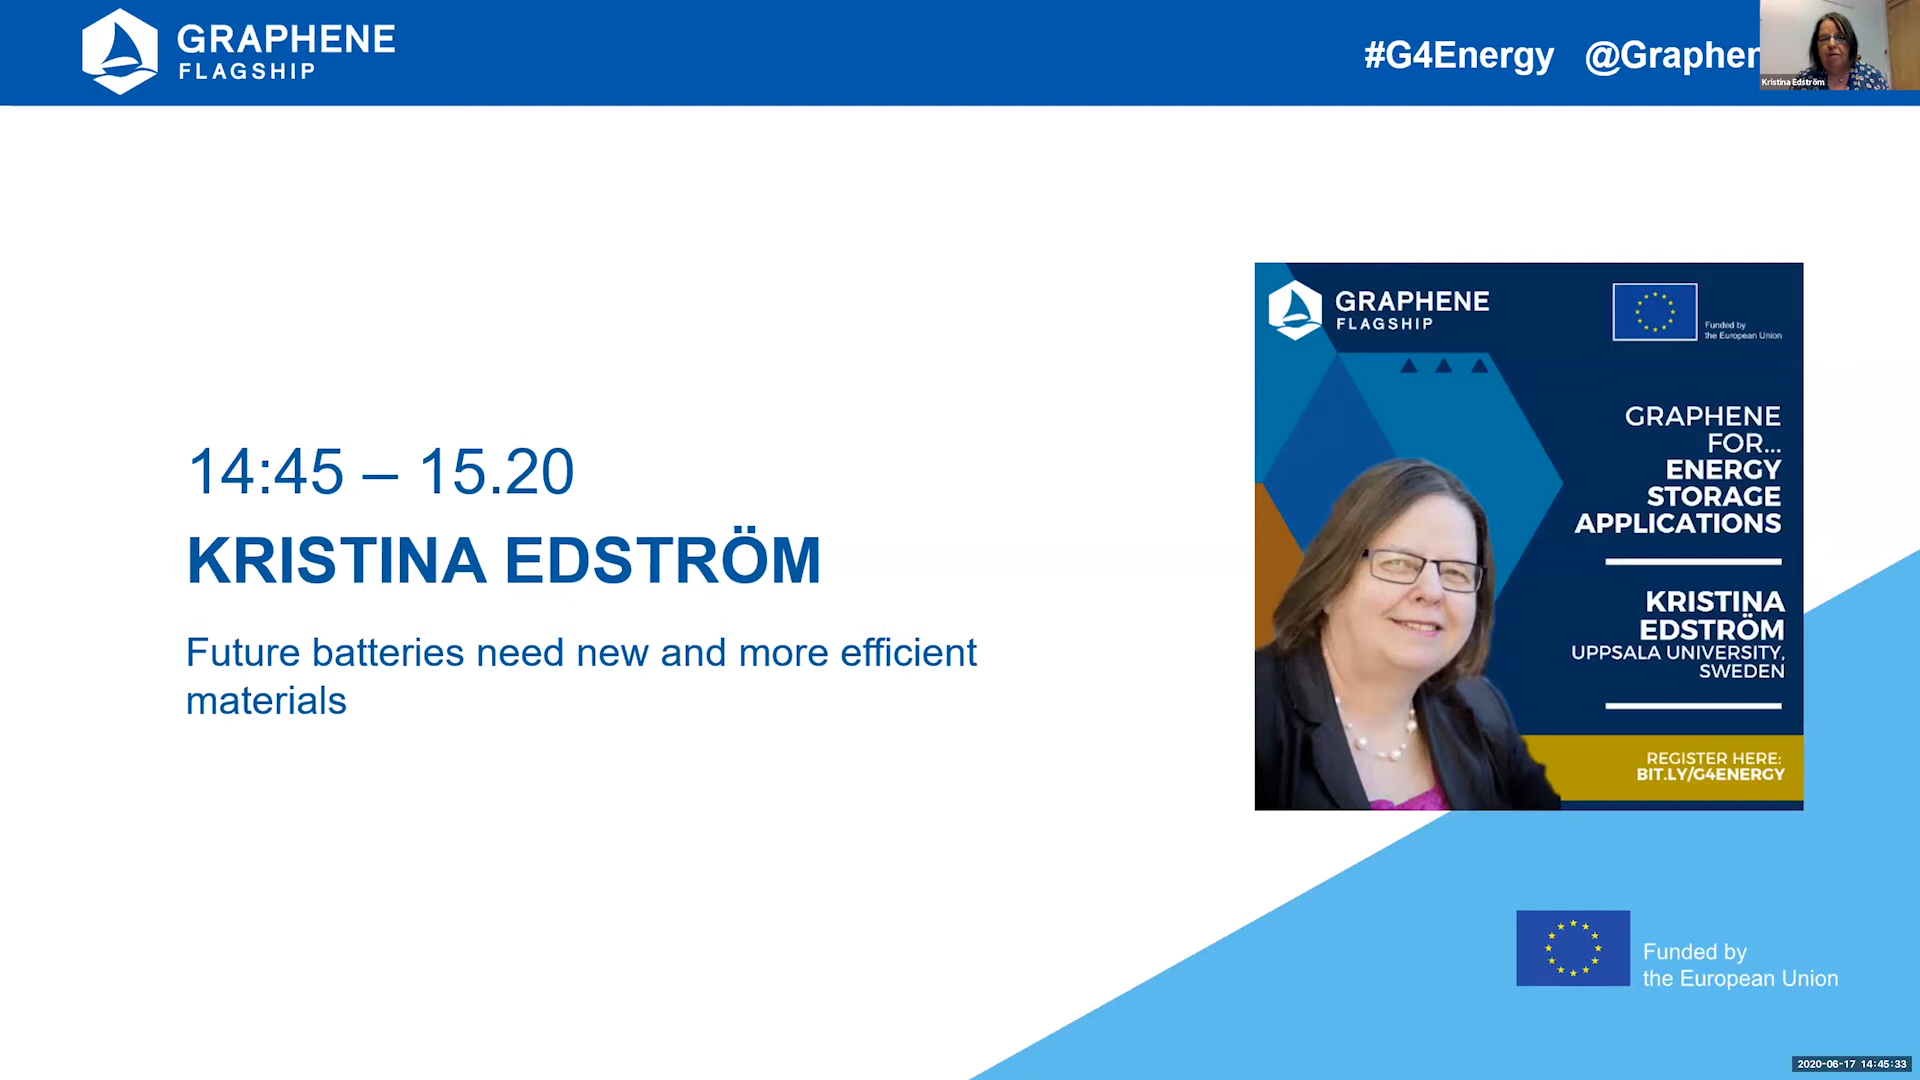 GRAPHENE
FLAGSHIP
#G4Energy @Graphen
Kristina Edström
14:45 – 15.20
KRISTINA EDSTRÖM
Future batteries need new and more efficient
materials
GRAPHENE
FLAGSHIP
Funded by
the European Union
GRAPHENE
FOR...
ENERGY
STORAGE
APPLICATIONS
KRISTINA
EDSTRÖM
UPPSALA UNIVERSITY,
SWEDEN
REGISTER HERE:
BIT.LY/G4ENERGY
Funded by
the European Union
2020-06-17 14:45:33